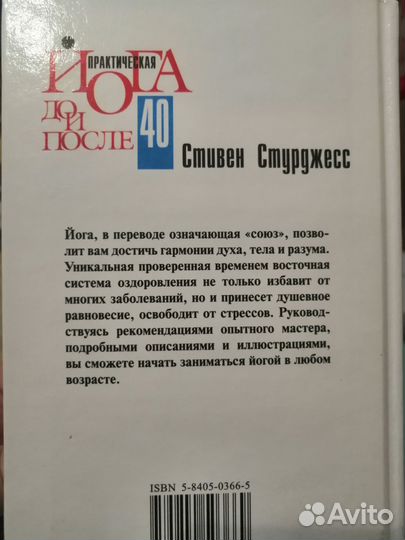 ПРАКТИЧЕСКАЯ
ЙОГА
ДО И
ПОСЛЕ
40
Стивен Стурджесс
Йога, в переводе означающая «союз», позво-
лит вам достичь гармонии духа, тела и разума.
Уникальная проверенная временем восточная
система оздоровления не только избавит от
многих заболеваний, но и принесет душевное
равновесие, освободит от стрессов. Руковод-
ствуясь рекомендациями опытного мастера,
подробными описаниями и иллюстрациями,
вы сможете начать заниматься йогой в любом
возрасте.
ISBN 5-8405-0366-5
Avito